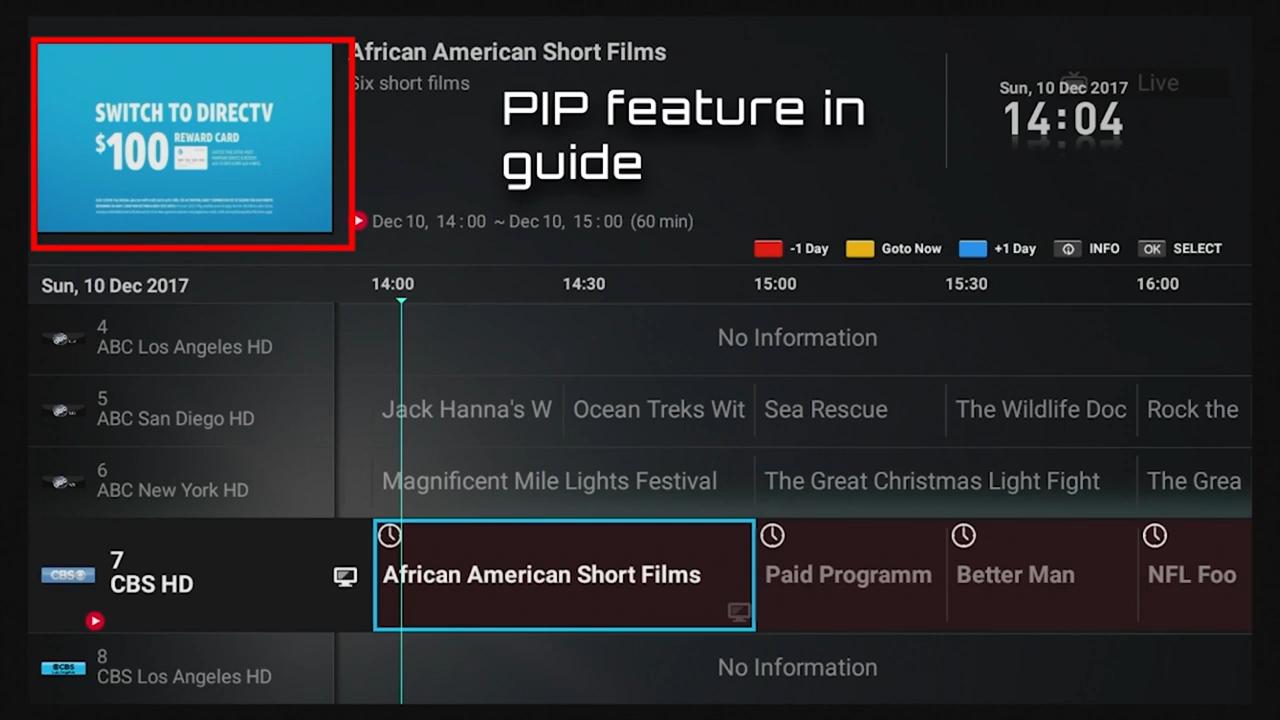 SWITCH TO DIRECTV
$100 REWARD CARD
African American Short Films
Six short films
PIP feature in
guide
Live
Sun, 10 Dec 2017
14:04
Dec 10, 14:00 ~ Dec 10, 15:00 (60 min)
-1 Day Goto Now +1 Day INFO OK SELECT
Sun, 10 Dec 2017 14:00 14:30 15:00 15:30 16:00
4
ABC Los Angeles HD
No Information
5
ABC San Diego HD
Jack Hanna's W Ocean Treks Wit Sea Rescue The Wildlife Doc Rock the
6
ABC New York HD
Magnificent Mile Lights Festival The Great Christmas Light Fight The Grea
CBS
7
CBS HD
African American Short Films Paid Programm Better Man NFL Foo
CBS
8
CBS Los Angeles HD
No Information